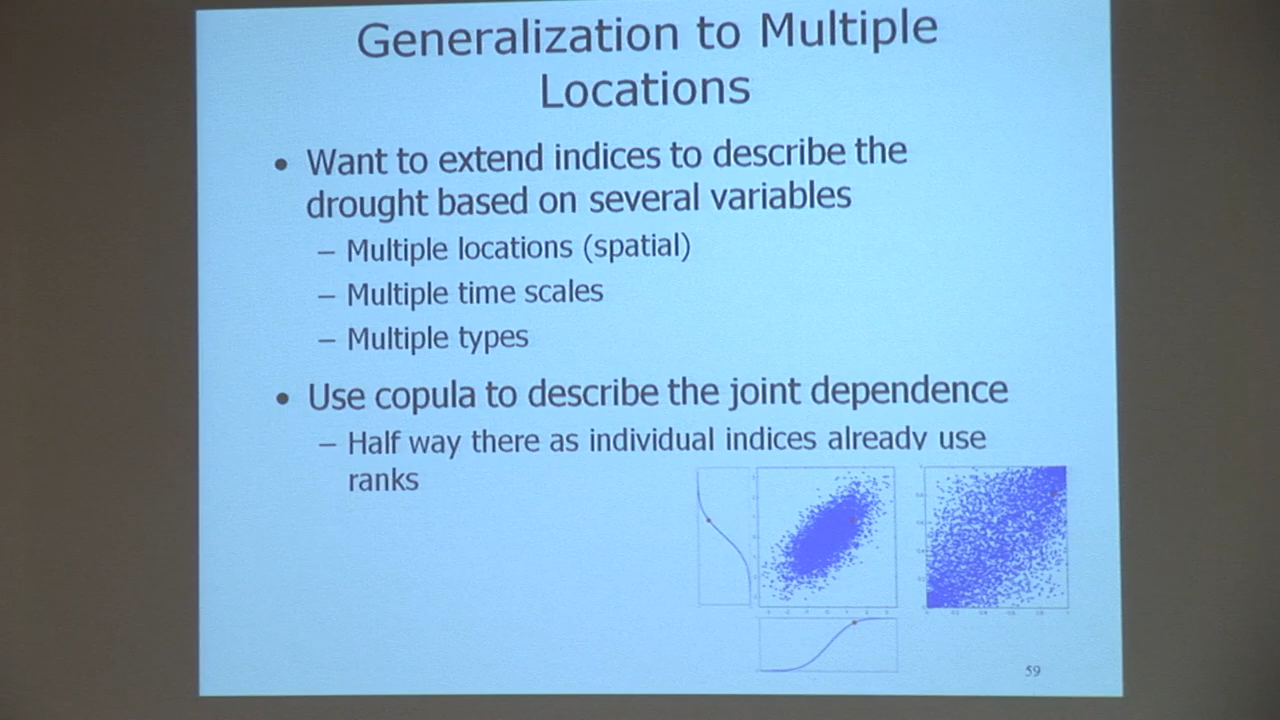 Generalization to Multiple
Locations
• Want to extend indices to describe the
drought based on several variables
– Multiple locations (spatial)
– Multiple time scales
– Multiple types
• Use copula to describe the joint dependence
– Half way there as individual indices already use
ranks
59